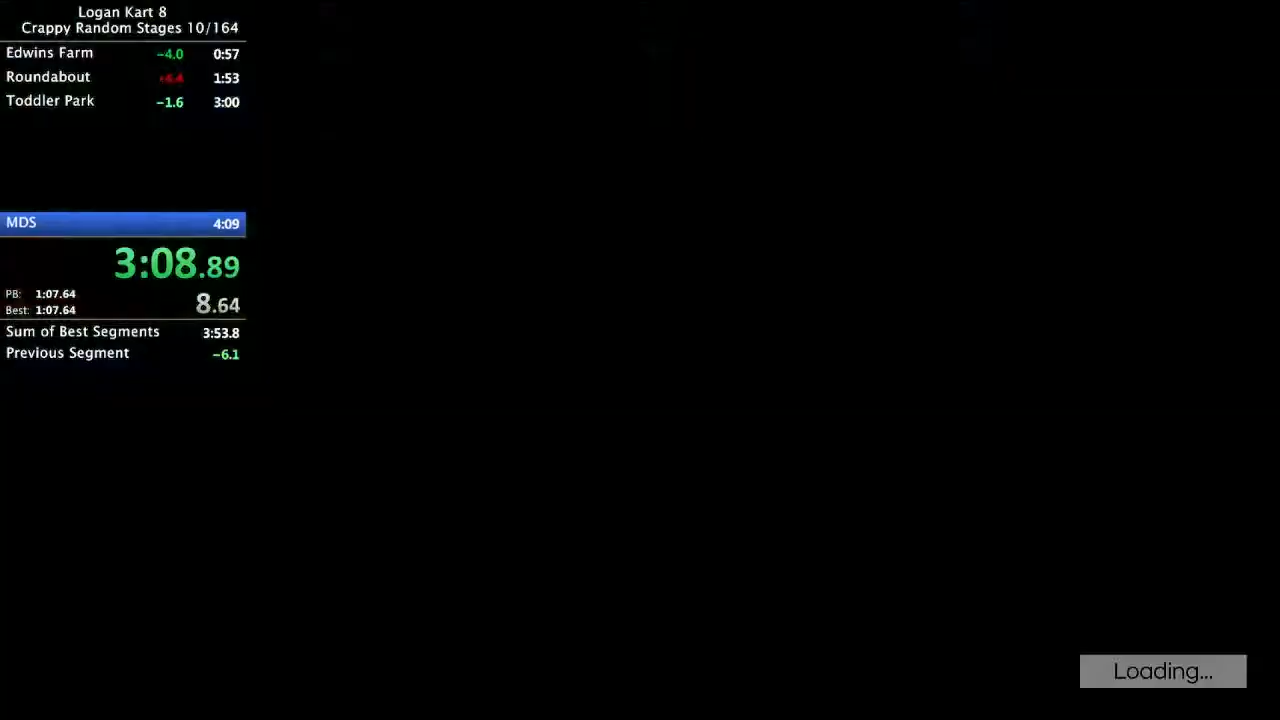 Logan Kart 8
Crappy Random Stages 10/164
Edwins Farm -4.0 0:57
Roundabout 1:53
Toddler Park -1.6 3:00
MDS 4:09
3:08.89
PB: 1:07.64
8.64
Best: 1:07.64
Sum of Best Segments 3:53.8
Previous Segment -6.1
Loading...